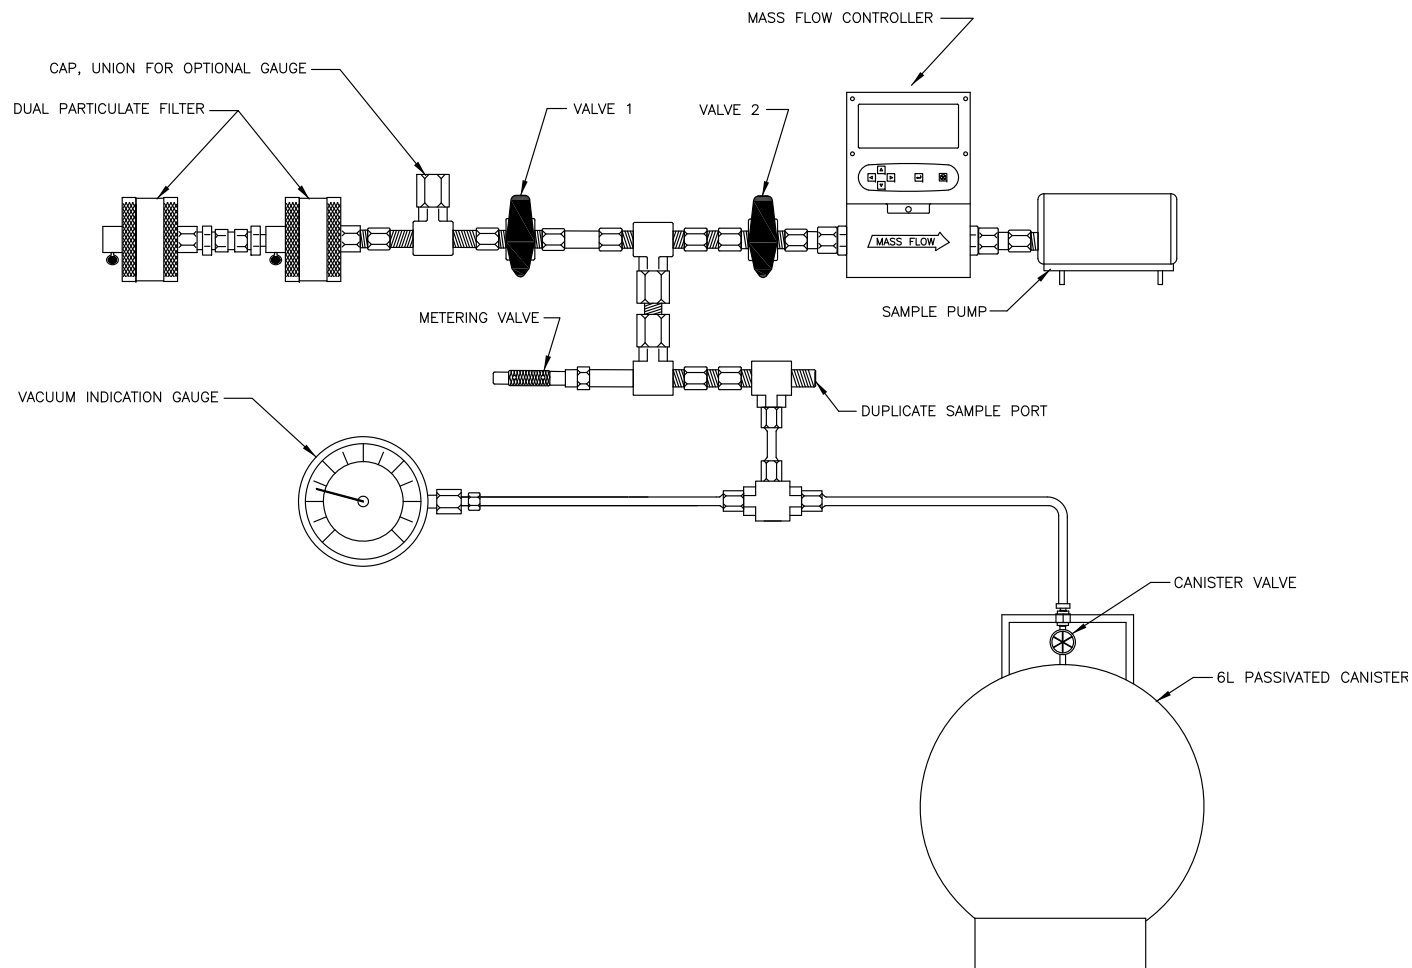 MASS FLOW CONTROLLER
CAP, UNION FOR OPTIONAL GAUGE
DUAL PARTICULATE FILTER
VALVE 1
VALVE 2
MASS FLOW
SAMPLE PUMP
METERING VALVE
VACUUM INDICATION GAUGE
DUPLICATE SAMPLE PORT
CANISTER VALVE
6L PASSIVATED CANISTER